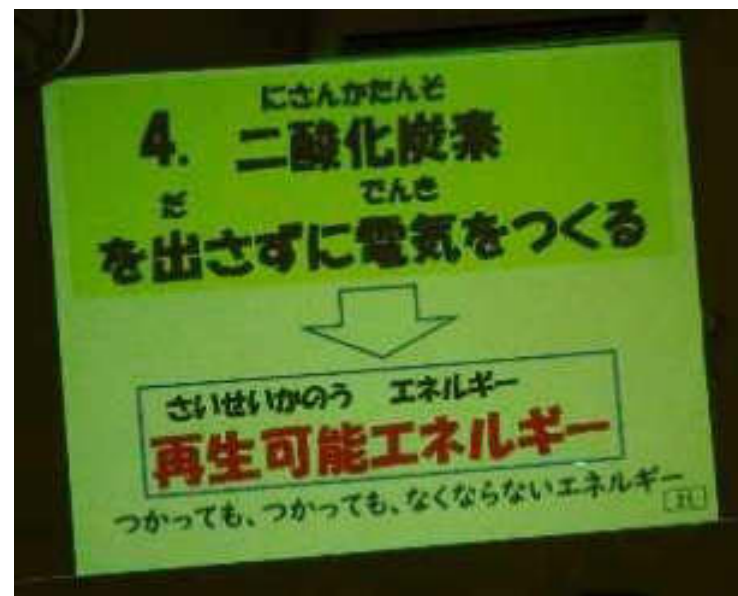 にさんかたんそ
4. 二酸化炭素
だ でんき
を出さずに電気をつくる
さいせいかのう エネルギー
再生可能エネルギー
つかっても、つかっても、なくならないエネルギー